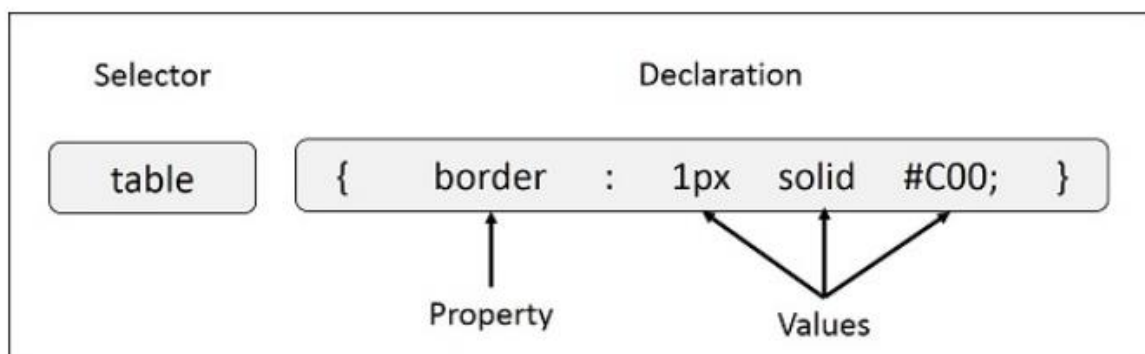 Selector Declaration
table { border : 1px solid #C00; }
Property Values